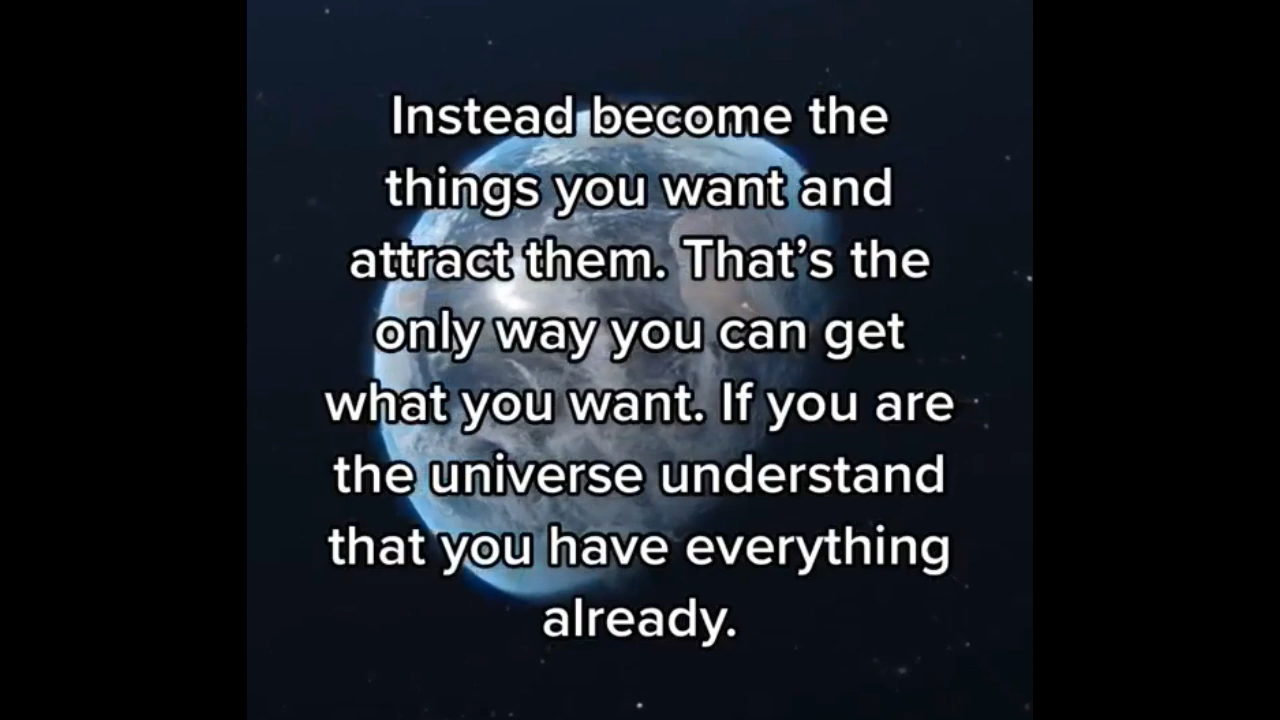 Instead become the
things you want and
attract them. That’s the
only way you can get
what you want. If you are
the universe understand
that you have everything
already.